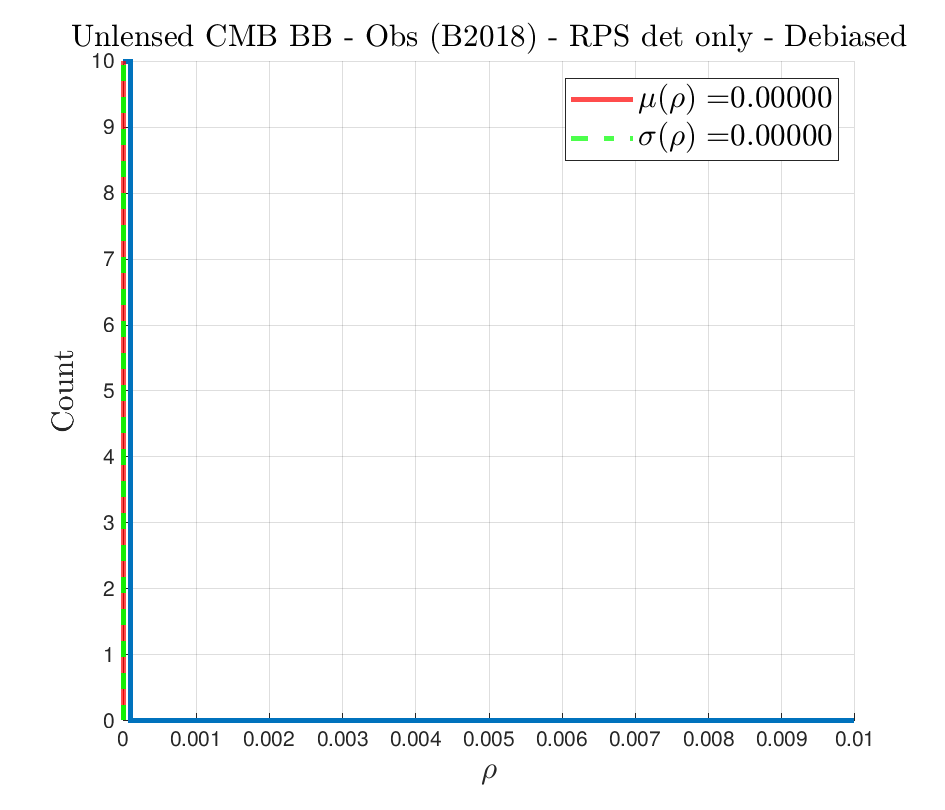 Unlensed CMB BB - Obs (B2018) - RPS det only - Debiased
μ(ρ) =0.00000
σ(ρ) =0.00000
Count
10
9
8
7
6
5
4
3
2
1
0
0 0.001 0.002 0.003 0.004 0.005 0.006 0.007 0.008 0.009 0.01
ρ